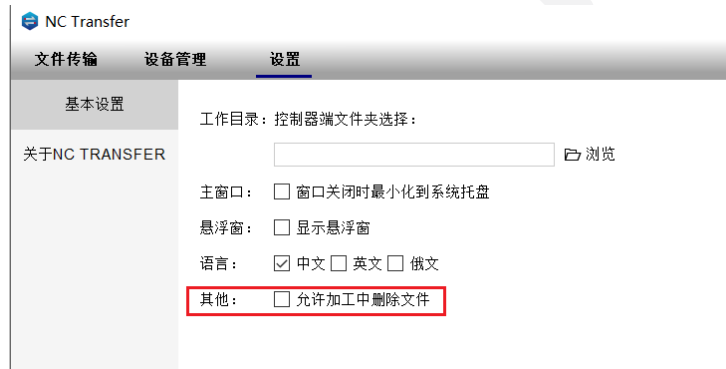 NC Transfer
文件传输 设备管理 设置
基本设置
关于NC TRANSFER
工作目录：控制器端文件夹选择：
浏览
主窗口： 窗口关闭时最小化到系统托盘
悬浮窗： 显示悬浮窗
语言： 中文 英文 俄文
其他： 允许加工中删除文件